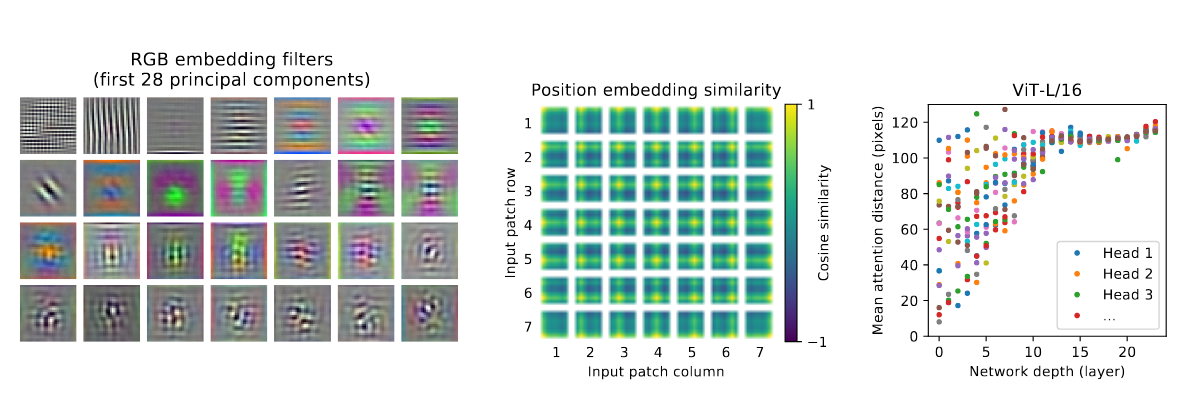 RGB embedding filters
(first 28 principal components)
Position embedding similarity
1
2
3
4
5
6
7
Input patch row
1 2 3 4 5 6 7
Input patch column
1
−1
Cosine similarity
ViT-L/16
120
100
80
60
40
20
0
Mean attention distance (pixels)
Head 1
Head 2
Head 3
...
0 5 10 15 20
Network depth (layer)